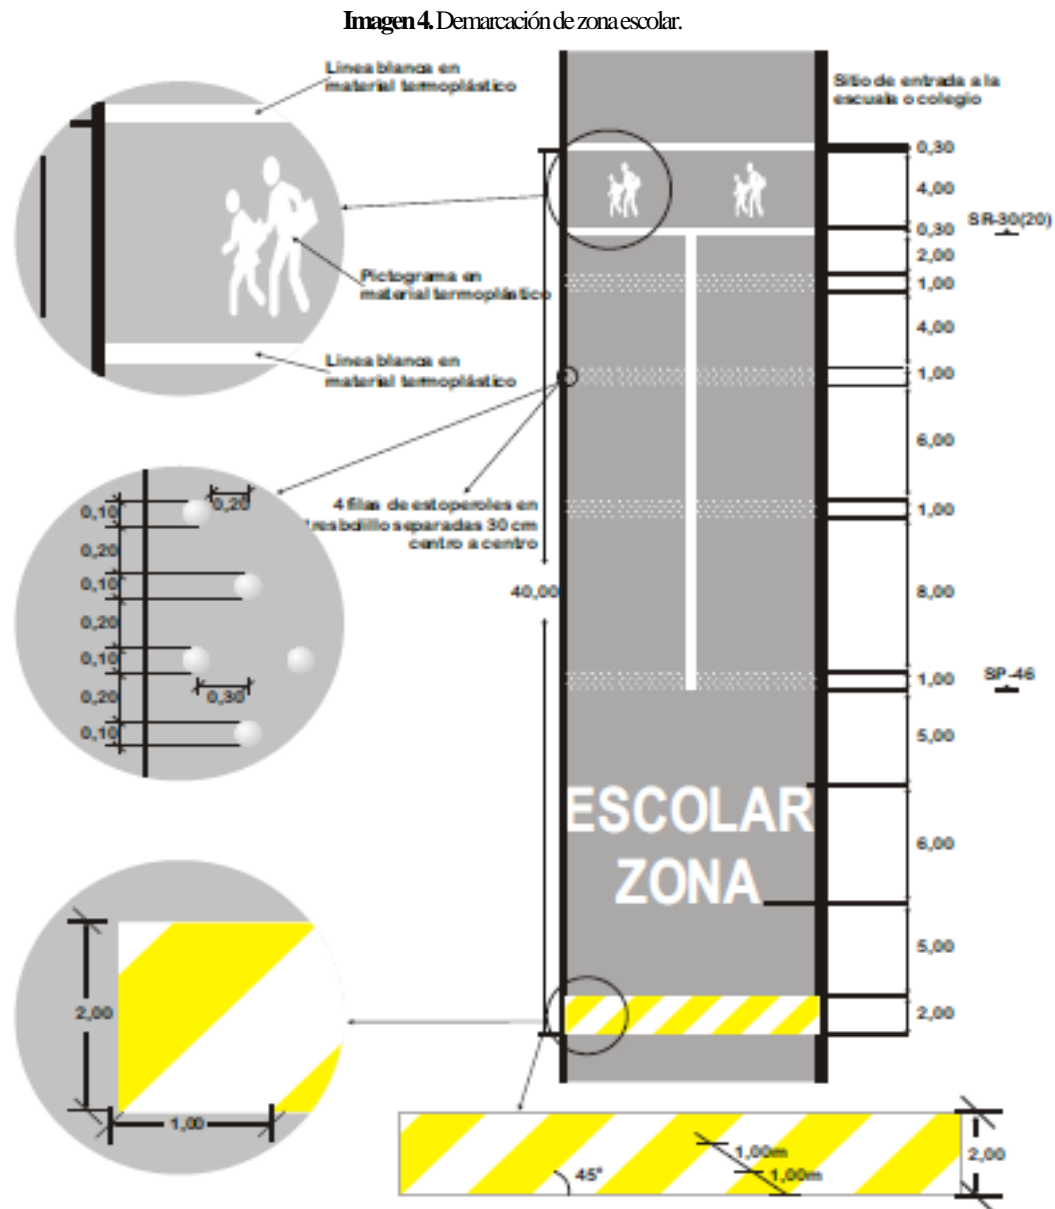 Imagen 4. Demarcación de zona escolar.
Linea blanca en
material termoplástico
Sitio de entrada a la
escuala o colegio
0,30
4,00
0,30
SR-30(20)
2,00
1,00
Pictograma en
material termoplástico
4,00
Linea blanca en
material termoplástico
1,00
6,00
4 filas de estoperoles en
tresbolillo separadas 30 cm
centro a centro
1,00
0,20
0,10
0,20
0,10
0,20
0,10
0,30
0,20
0,10
40,00
8,00
1,00
SP-46
5,00
ESCOLAR
6,00
ZONA
5,00
2,00
2,00
1,00
45°
1,00m
1,00m
2,00